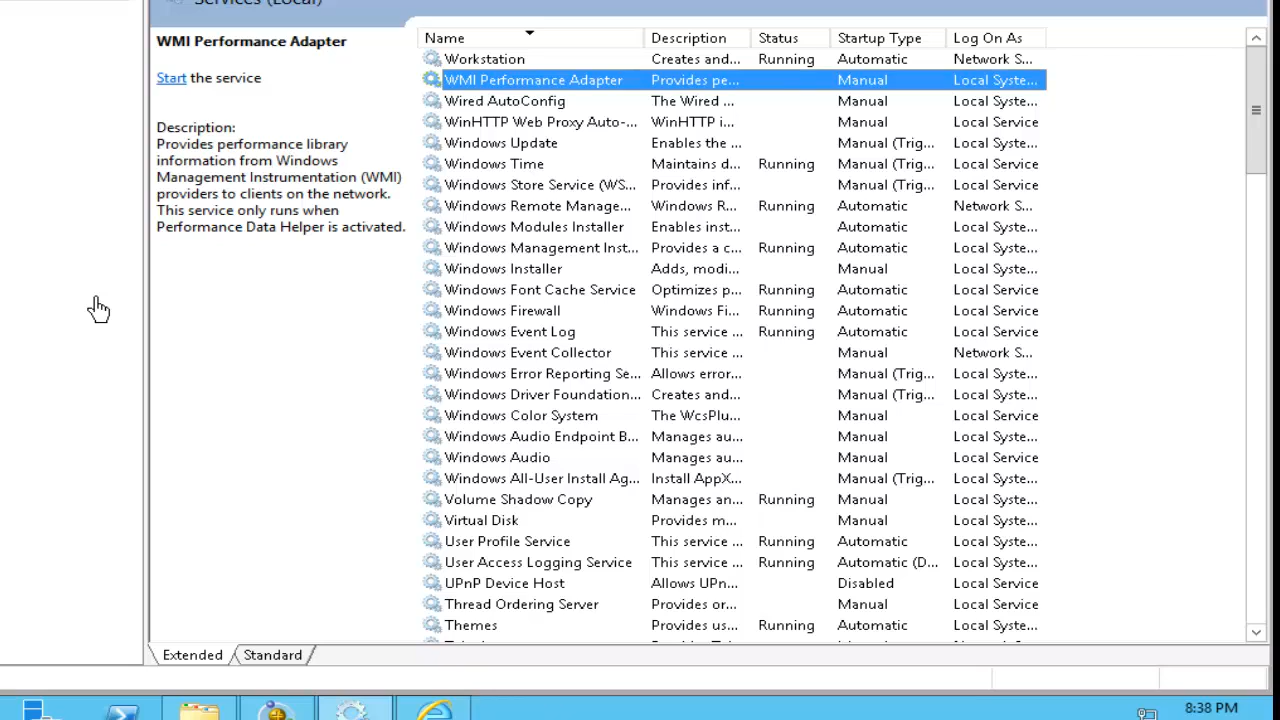 Services (Local)
WMI Performance Adapter
Start the service
Description:
Provides performance library
information from Windows
Management Instrumentation (WMI)
providers to clients on the network.
This service only runs when
Performance Data Helper is activated.
Name Description Status Startup Type Log On As
Workstation Creates and... Running Automatic Network S...
WMI Performance Adapter Provides pe... Manual Local Syste...
Wired AutoConfig The Wired ... Manual Local Syste...
WinHTTP Web Proxy Auto-... WinHTTP i... Manual Local Service
Windows Update Enables the ... Manual (Trig... Local Syste...
Windows Time Maintains d... Running Manual (Trig... Local Service
Windows Store Service (WS... Provides inf... Manual (Trig... Local Syste...
Windows Remote Manage... Windows R... Running Automatic Network S...
Windows Modules Installer Enables inst... Automatic Local Syste...
Windows Management Inst... Provides a c... Running Automatic Local Syste...
Windows Installer Adds, modi... Manual Local Syste...
Windows Font Cache Service Optimizes p... Running Automatic Local Service
Windows Firewall Windows Fi... Running Automatic Local Service
Windows Event Log This service ... Running Automatic Local Service
Windows Event Collector This service ... Manual Network S...
Windows Error Reporting Se... Allows error... Manual (Trig... Local Syste...
Windows Driver Foundation... Creates and... Manual (Trig... Local Syste...
Windows Color System The WcsPlu... Manual Local Service
Windows Audio Endpoint B... Manages au... Manual Local Syste...
Windows Audio Manages au... Manual Local Service
Windows All-User Install Ag... Install AppX... Manual (Trig... Local Syste...
Volume Shadow Copy Manages an... Running Manual Local Syste...
Virtual Disk Provides m... Manual Local Syste...
User Profile Service This service ... Running Automatic Local Syste...
User Access Logging Service This service ... Running Automatic (D... Local Syste...
UPnP Device Host Allows UPn... Disabled Local Service
Thread Ordering Server Provides or... Manual Local Service
Themes Provides us... Running Automatic Local Syste...
Extended Standard
8:38 PM